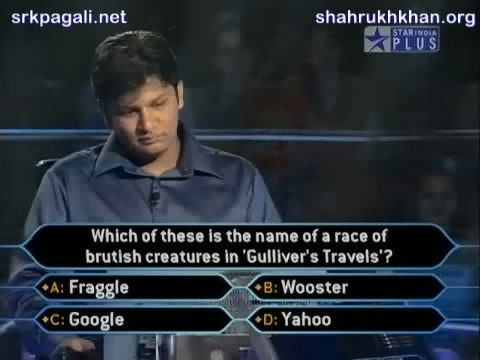 srkpagali.net
shahrukhkhan.org
STAR INDIA
PLUS
Which of these is the name of a race of
brutish creatures in 'Gulliver's Travels'?
A: Fraggle
B: Wooster
C: Google
D: Yahoo